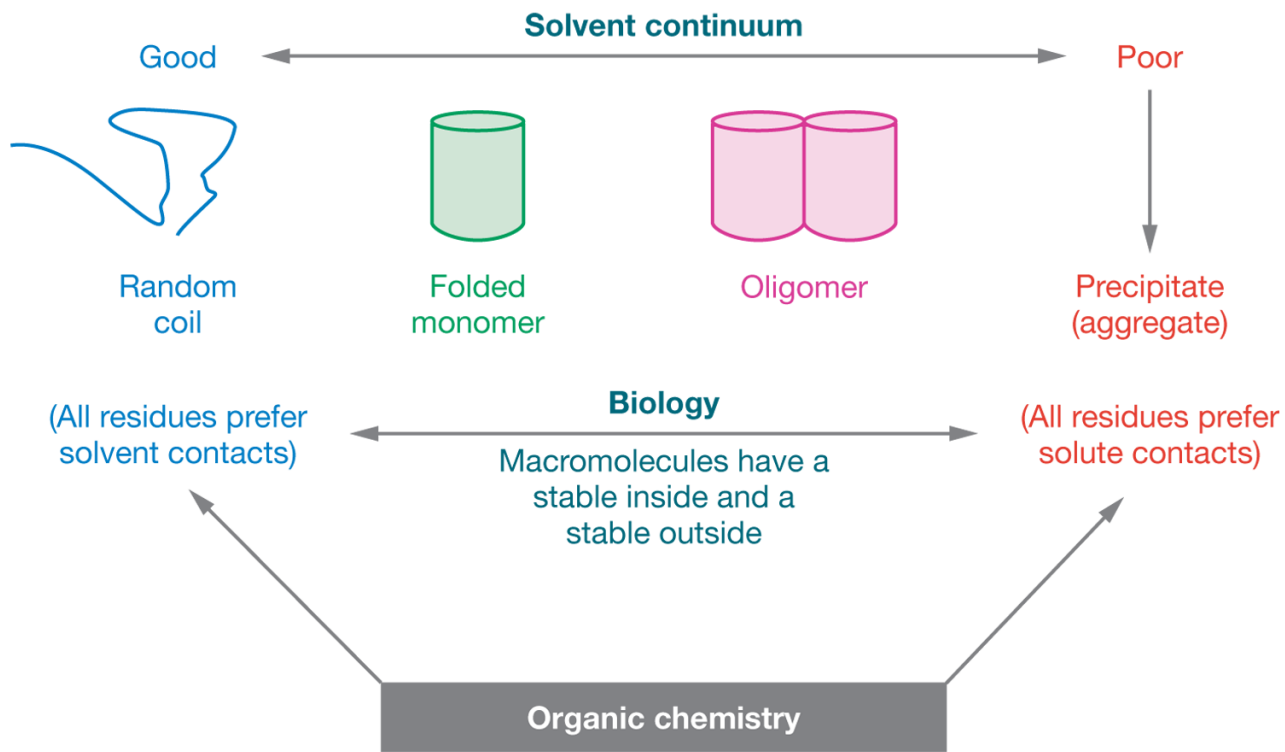 Solvent continuum
Good
Poor
Random
coil
Folded
monomer
Oligomer
Precipitate
(aggregate)
(All residues prefer
solvent contacts)
Biology
Macromolecules have a
stable inside and a
stable outside
(All residues prefer
solute contacts)
Organic chemistry